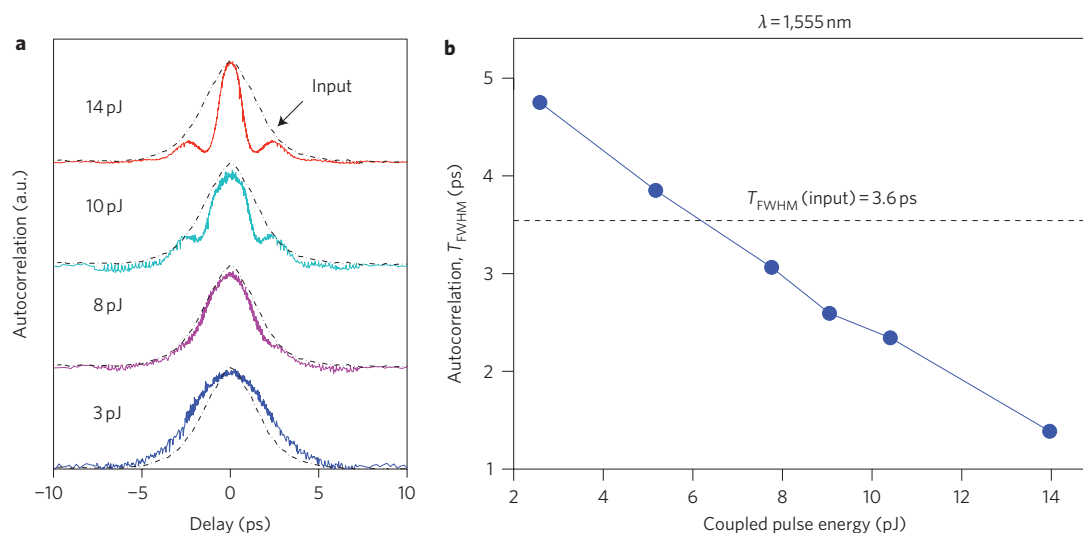 a
Autocorrelation (a.u.)
14 pJ
10 pJ
8 pJ
3 pJ
Input
−10
−5
0
5
10
Delay (ps)
b
λ = 1,555 nm
Autocorrelation, T_FWHM (ps)
5
4
3
2
1
T_FWHM (input) = 3.6 ps
2
4
6
8
10
12
14
Coupled pulse energy (pJ)